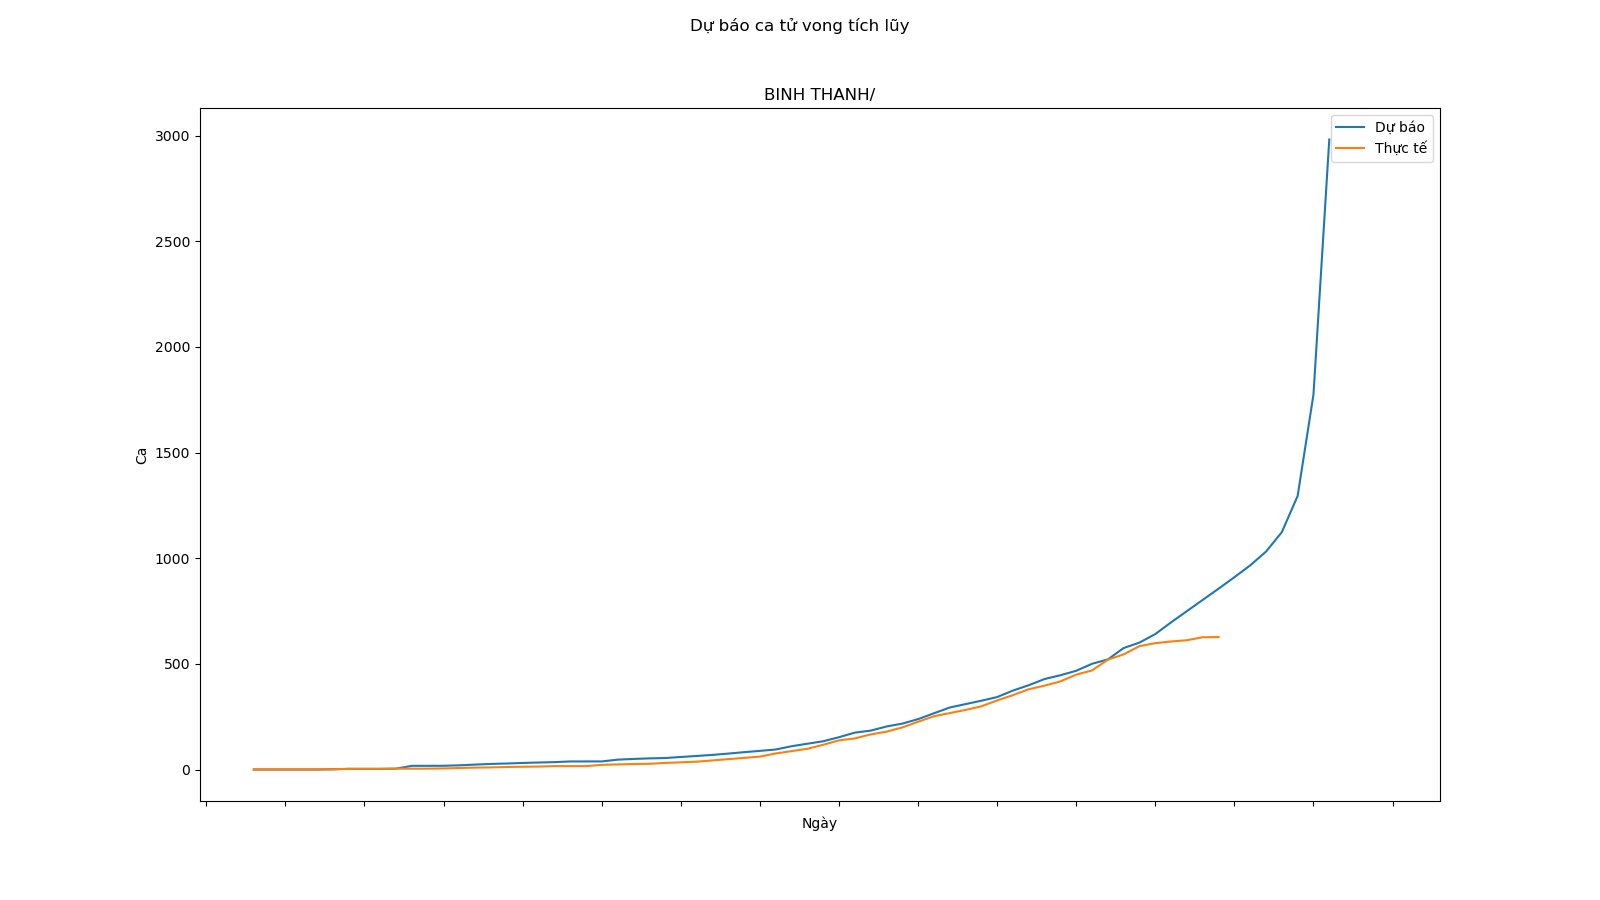 Dự báo ca tử vong tích lũy
BINH THANH/
Dự báo
Thực tế
3000
2500
2000
1500
1000
500
0
Ca
Ngày